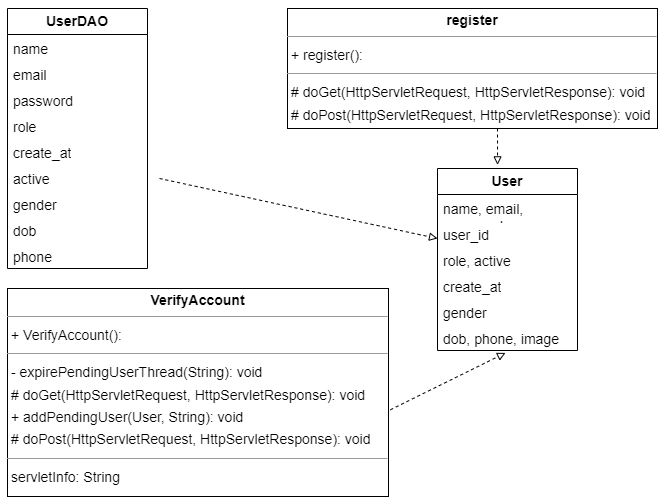 UserDAO
name
email
password
role
create_at
active
gender
dob
phone
register
+ register():
# doGet(HttpServletRequest, HttpServletResponse): void
# doPost(HttpServletRequest, HttpServletResponse): void
User
name, email,
user_id
role, active
create_at
gender
dob, phone, image
VerifyAccount
+ VerifyAccount():
- expirePendingUserThread(String): void
# doGet(HttpServletRequest, HttpServletResponse): void
+ addPendingUser(User, String): void
# doPost(HttpServletRequest, HttpServletResponse): void
servletInfo: String